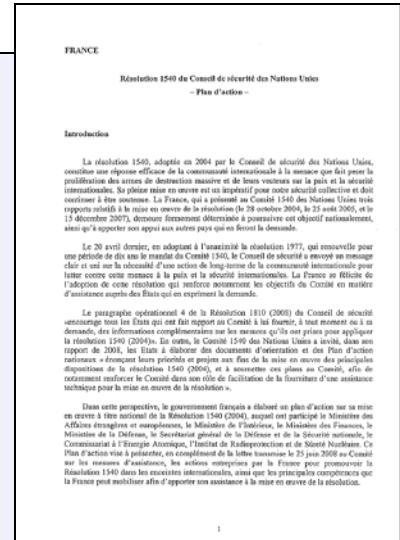 FRANCE
Résolution 1540 du Conseil de sécurité des Nations Unies
– Plan d'action –
Introduction
La résolution 1540, adoptée en 2004 par le Conseil de sécurité des Nations Unies,
constitue une réponse efficace de la communauté internationale à la menace que fait peser la
prolifération des armes de destruction massive et de leurs vecteurs sur la paix et la sécurité
internationales. Sa pleine mise en œuvre est un impératif pour notre sécurité collective et doit
continuer à être soutenue. La France, qui a présenté au Comité 1540 des Nations Unies trois
rapports relatifs à la mise en œuvre de la résolution (le 28 octobre 2004, le 25 août 2005, et le
15 décembre 2007), demeure fermement déterminée à poursuivre cet objectif nationalement,
ainsi qu'à apporter son appui aux autres pays qui en feront la demande.
Le 20 avril dernier, en adoptant à l'unanimité la résolution 1977, qui renouvelle pour
une période de dix ans le mandat du Comité 1540, le Conseil de sécurité a envoyé un message
clair et uni sur la nécessité d'une action de long-terme de la communauté internationale pour
lutter contre cette menace à la paix et la sécurité internationales. La France se félicite de
l'adoption de cette résolution qui renforce notamment les objectifs du Comité en matière
d'assistance auprès des États qui en expriment la demande.
Le paragraphe opérationnel 4 de la Résolution 1810 (2008) du Conseil de sécurité
«encourage tous les États qui ont fait rapport au Comité à lui fournir, à tout moment ou à sa
demande, des informations complémentaires sur les mesures qu'ils ont prises pour appliquer
la résolution 1540 (2004)». En outre, le Comité 1540 des Nations Unies a invité, dans son
rapport de 2008, les Etats à élaborer des documents d'orientation et des Plan d'action
nationaux « énonçant leurs priorités et projets aux fins de la mise en œuvre des principales
dispositions de la résolution 1540 (2004), et à soumettre ces plans au Comité, afin de
notamment renforcer le Comité dans son rôle de facilitation de la fourniture d'une assistance
technique pour la mise en œuvre de la résolution ».
Dans cette perspective, le gouvernement français a élaboré un plan d'action sur sa mise
en œuvre à titre national de la Résolution 1540 (2004), auquel ont participé le Ministère des
Affaires étrangères et européennes, le Ministère de l'Intérieur, le Ministère des Finances, le
Ministère de la Défense, le Secrétariat général de la Défense et de la Sécurité nationale, le
Commissariat à l'Energie Atomique, l'Institut de Radioprotection et de Sûreté Nucléaire. Ce
Plan d'action vise à présenter, en complément de la lettre transmise le 25 juin 2008 au Comité
sur les mesures d'assistance, les actions entreprises par la France pour promouvoir la
Résolution 1540 dans les enceintes internationales, ainsi que les principales compétences que
la France peut mobiliser afin d'apporter son assistance à la mise en œuvre de la résolution.
1